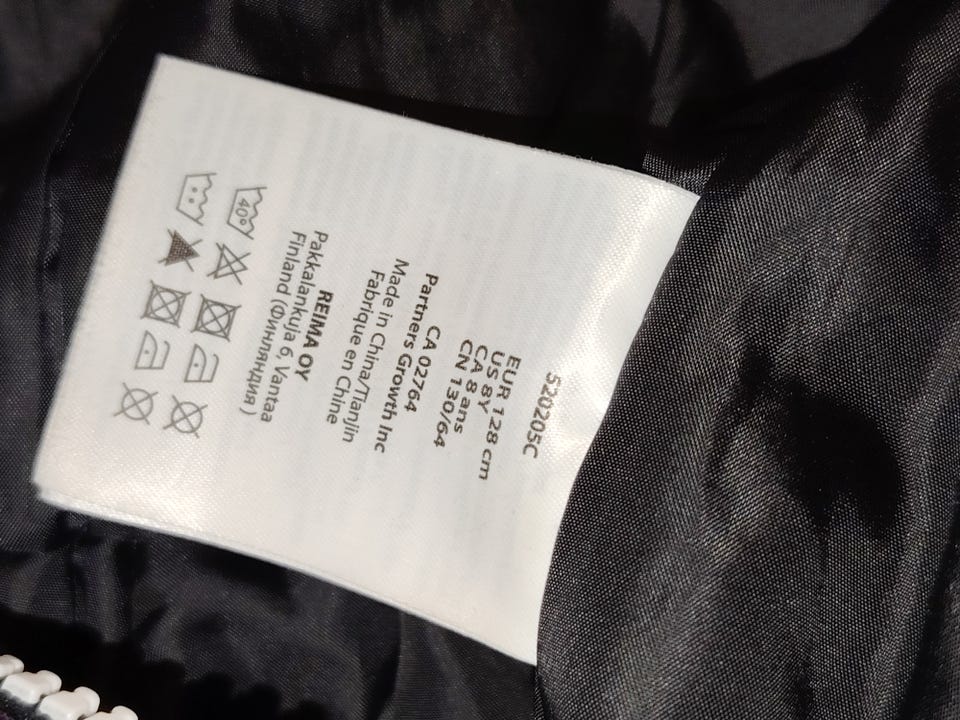 520205C
EUR 128 cm
US 8Y
CA 8 ans
CN 130/64
CA 02764
Partners Growth Inc
Made in China/Tianjin
Fabrique en Chine
REIMA OY
Pakkalankuja 6, Vantaa
Finland (Финляндия)
40°